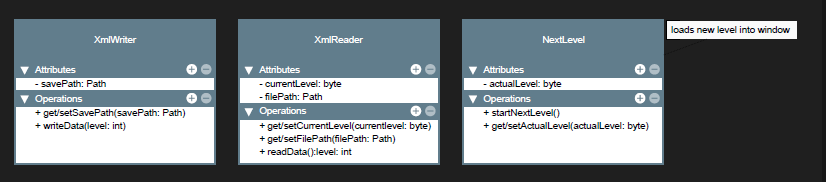 XmlWriter
Attributes
- savePath: Path
Operations
+ get/setSavePath(savePath: Path)
+ writeData(level: int)
XmlReader
Attributes
- currentLevel: byte
- filePath: Path
Operations
+ get/setCurrentLevel(currentlevel: byte)
+ get/setFilePath(filePath: Path)
+ readData():level: int
NextLevel
Attributes
- actualLevel: byte
Operations
+ startNextLevel()
+ get/setActualLevel(actualLevel: byte)
loads new level into window